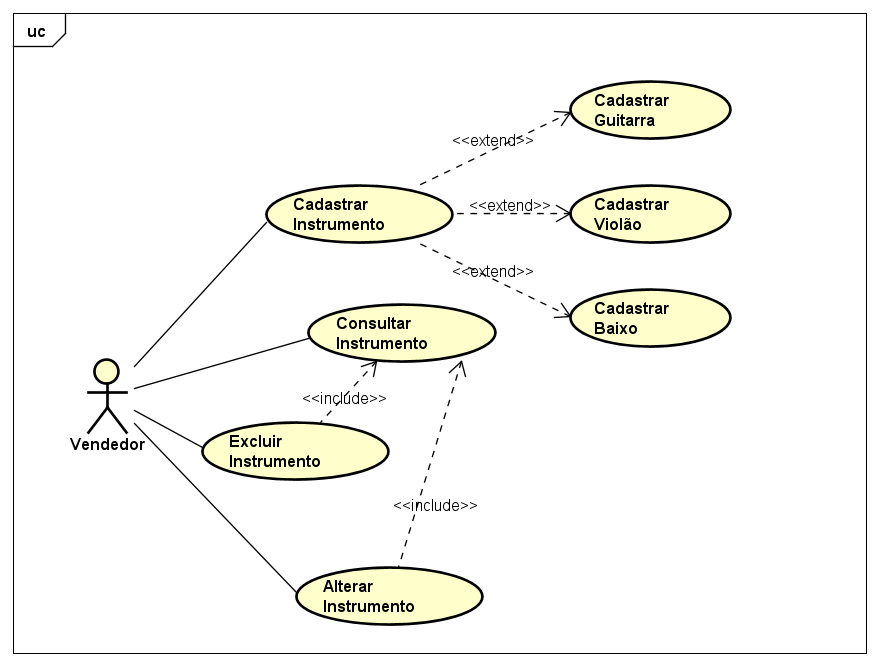 uc
Cadastrar
Guitarra
<<extend>>
Cadastrar
Instrumento
<<extend>>
Cadastrar
Violão
<<extend>>
Cadastrar
Baixo
Consultar
Instrumento
<<include>>
Vendedor
Excluir
Instrumento
<<include>>
Alterar
Instrumento